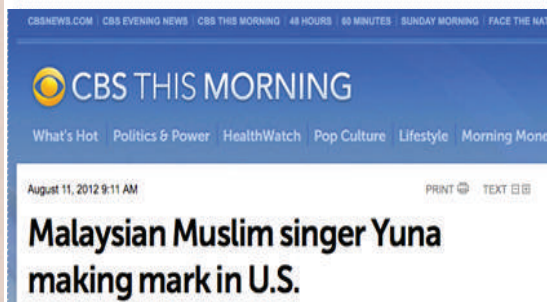 CBSNEWS.COM CBS EVENING NEWS CBS THIS MORNING 48 HOURS 60 MINUTES SUNDAY MORNING FACE THE NAT
CBS THIS MORNING
What's Hot Politics & Power HealthWatch Pop Culture Lifestyle Morning Mone
August 11, 2012 9:11 AM PRINT TEXT
Malaysian Muslim singer Yuna
making mark in U.S.